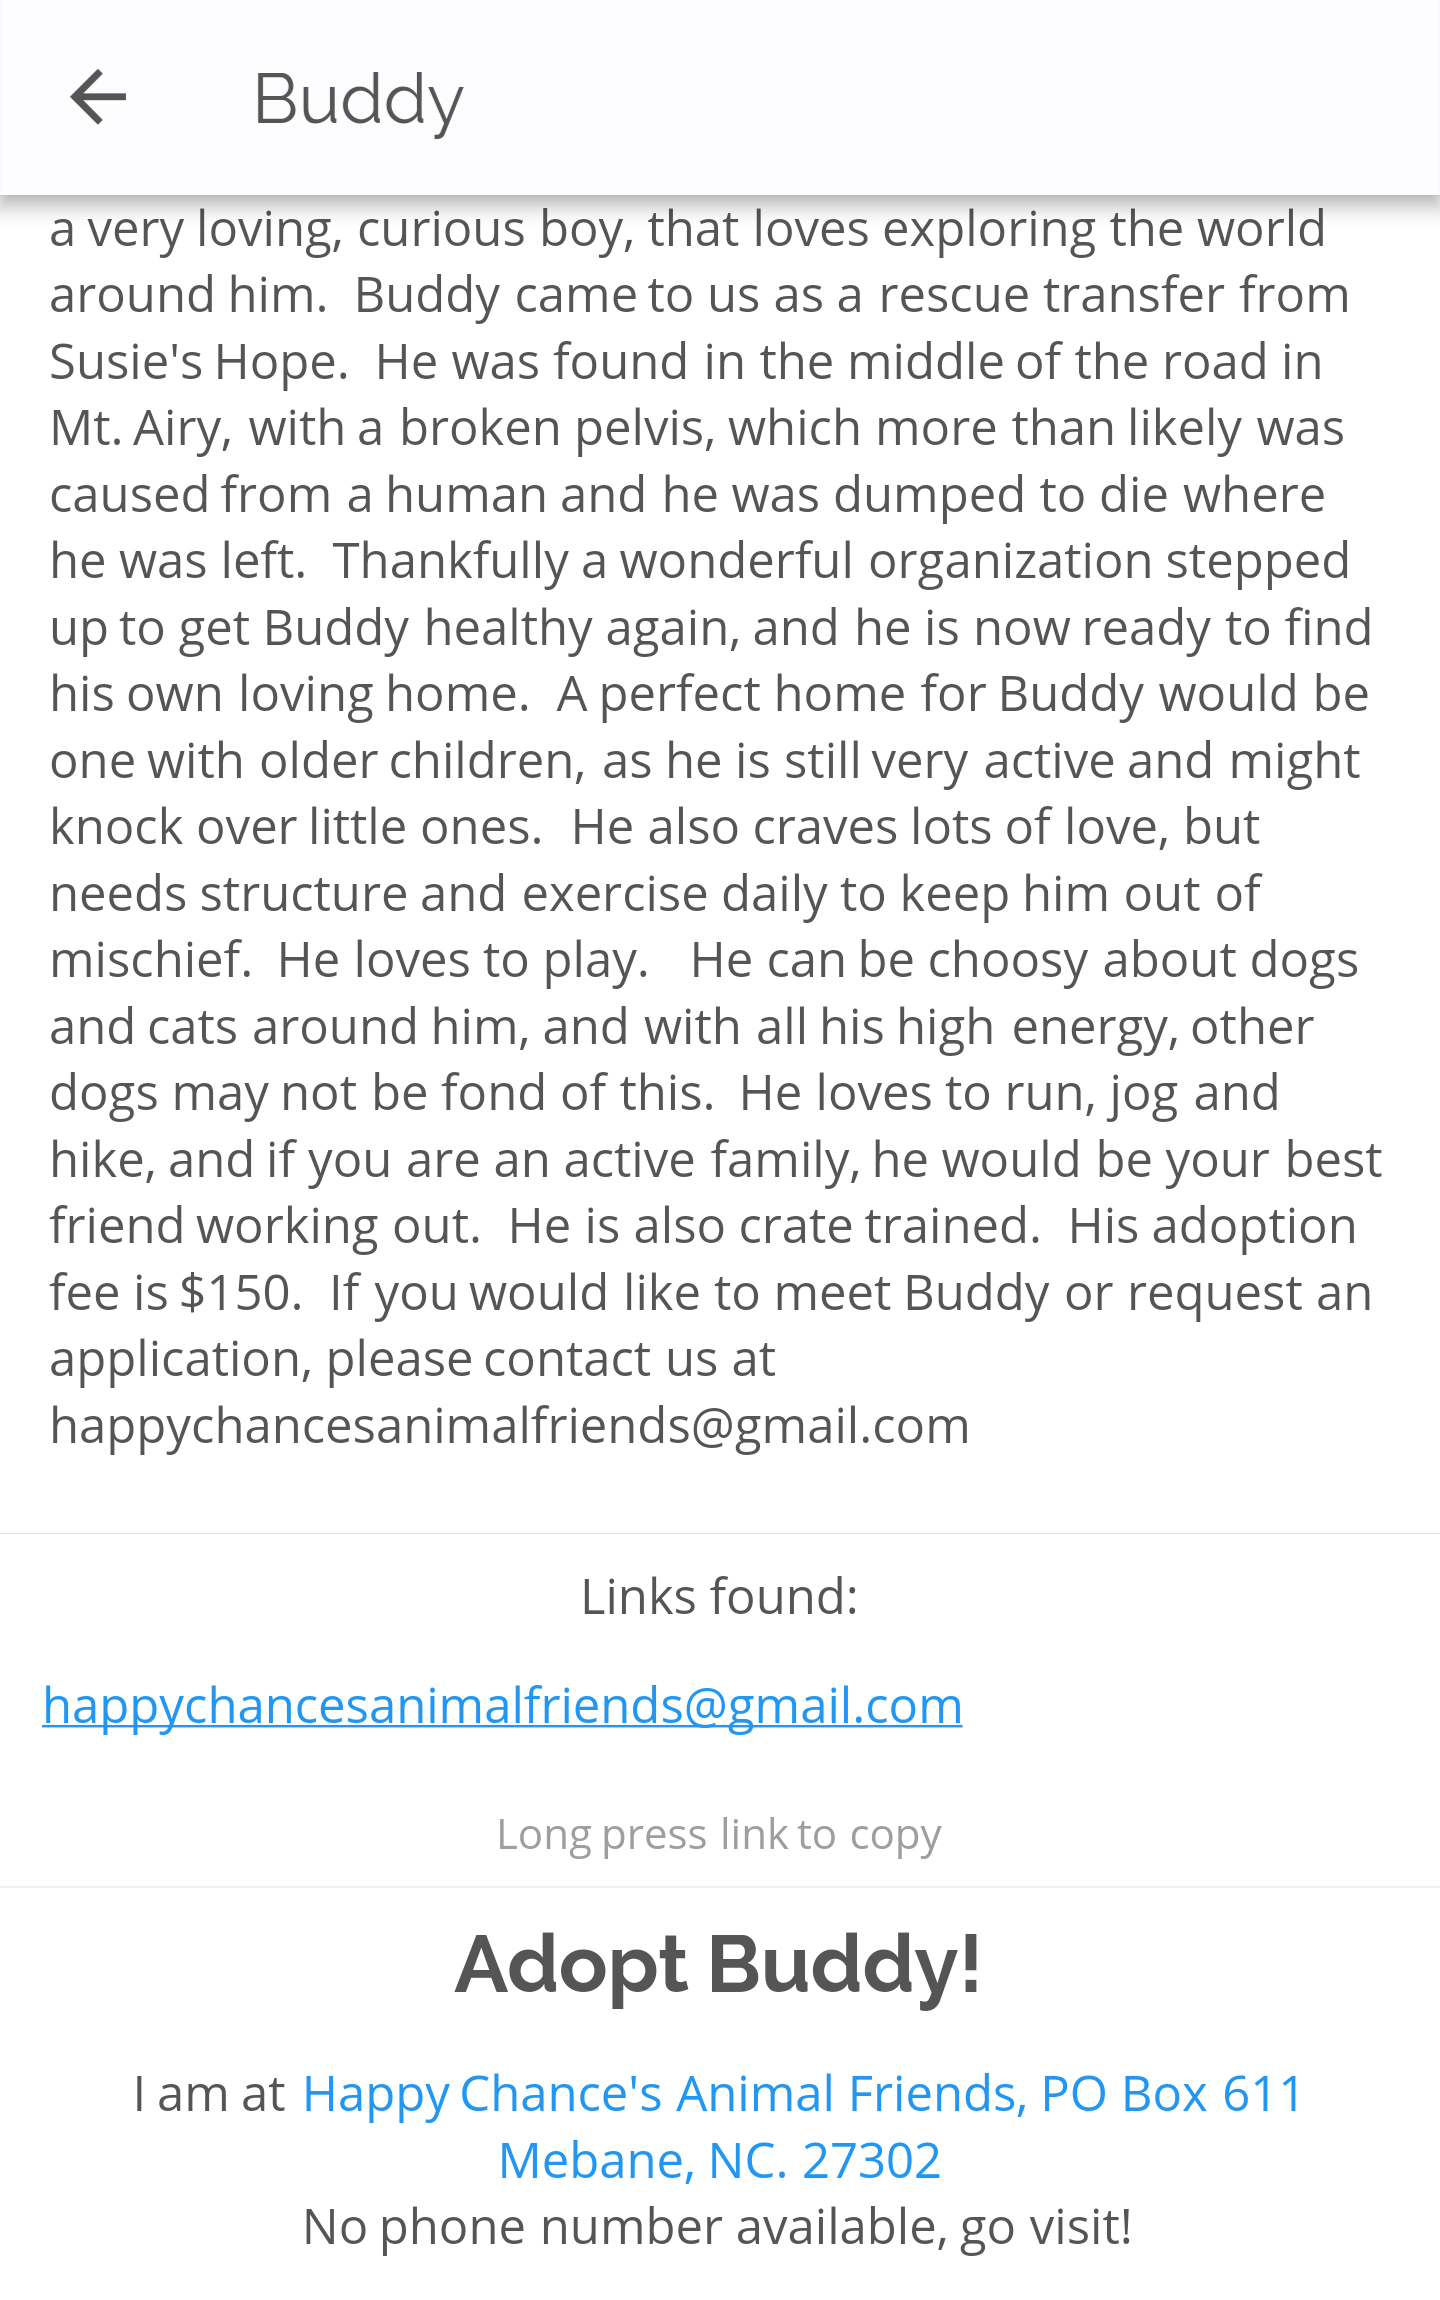 Buddy
a very loving, curious boy, that loves exploring the world
around him.  Buddy came to us as a rescue transfer from
Susie's Hope.  He was found in the middle of the road in
Mt. Airy, with a broken pelvis, which more than likely was
caused from a human and he was dumped to die where
he was left.  Thankfully a wonderful organization stepped
up to get Buddy healthy again, and he is now ready to find
his own loving home.  A perfect home for Buddy would be
one with older children, as he is still very active and might
knock over little ones.  He also craves lots of love, but
needs structure and exercise daily to keep him out of
mischief.  He loves to play.   He can be choosy about dogs
and cats around him, and with all his high energy, other
dogs may not be fond of this.  He loves to run, jog and
hike, and if you are an active family, he would be your best
friend working out.  He is also crate trained.  His adoption
fee is $150.  If you would like to meet Buddy or request an
application, please contact us at
happychancesanimalfriends@gmail.com
Links found:
happychancesanimalfriends@gmail.com
Long press link to copy
Adopt Buddy!
I am at Happy Chance's Animal Friends, PO Box 611
Mebane, NC. 27302
No phone number available, go visit!